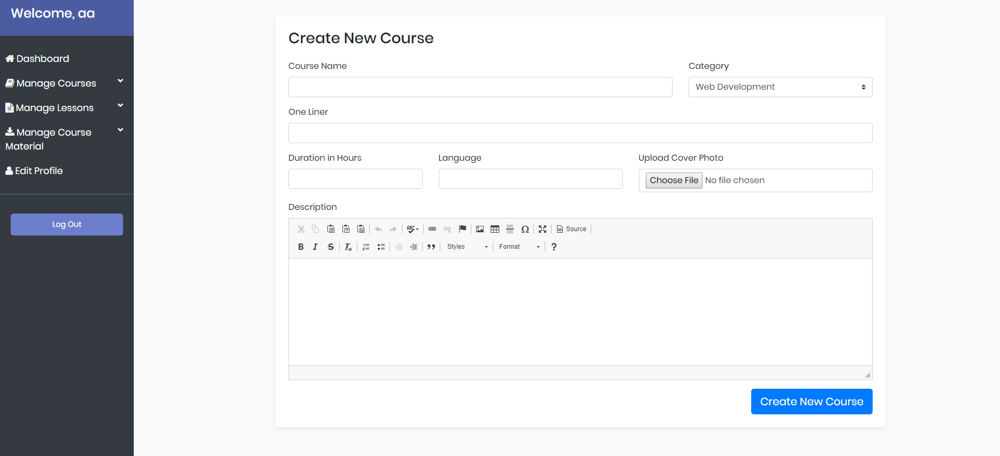 Welcome, aa
Dashboard
Manage Courses
Manage Lessons
Manage Course
Material
Edit Profile
Log Out
Create New Course
Course Name Category
Web Development
One Liner
Duration in Hours Language Upload Cover Photo
Choose File No file chosen
Description
ABC Ω Source
B I S Tx Styles Format ?
Create New Course